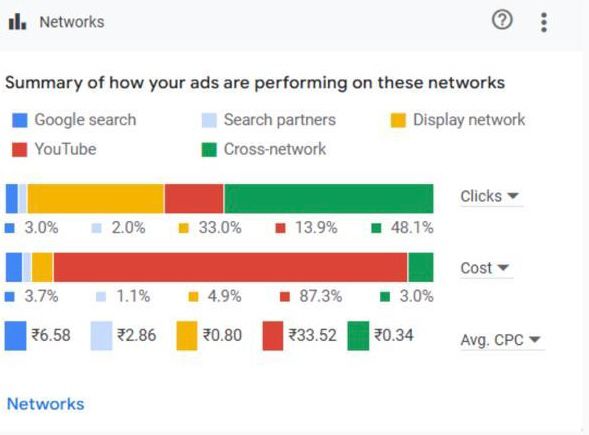 Networks
Summary of how your ads are performing on these networks
Google search Search partners Display network
YouTube Cross-network
Clicks
3.0% 2.0% 33.0% 13.9% 48.1%
Cost
3.7% 1.1% 4.9% 87.3% 3.0%
₹6.58 ₹2.86 ₹0.80 ₹33.52 ₹0.34 Avg. CPC
Networks